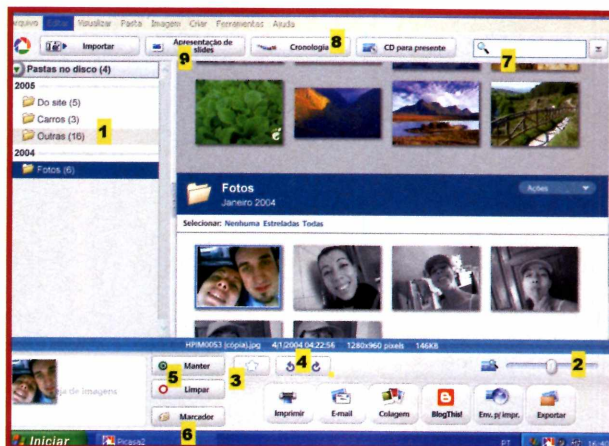 Arquivo Editar Visualizar Pasta Imagem Criar Ferramentas Ajuda
Importar
Apresentação de slides
9
Cronologia
8
CD para presente
7
Pastas no disco (4)
2005
Do site (5)
Carros (3)
1
Outras (16)
2004
Fotos (6)
Fotos
Janeiro 2004
Ações
Selecionar: Nenhuma Estreladas Todas
HPIM0053 (cópia).jpg 4/1/2004 04:22:56 1280x960 pixels 146KB
Manter
5
Limpar
3
4
2
Marcador
6
de Imagens
Imprimir
E-mail
Colagem
BlogThis!
Env. p/ impr.
Exportar
Iniciar
Picasa2
PT